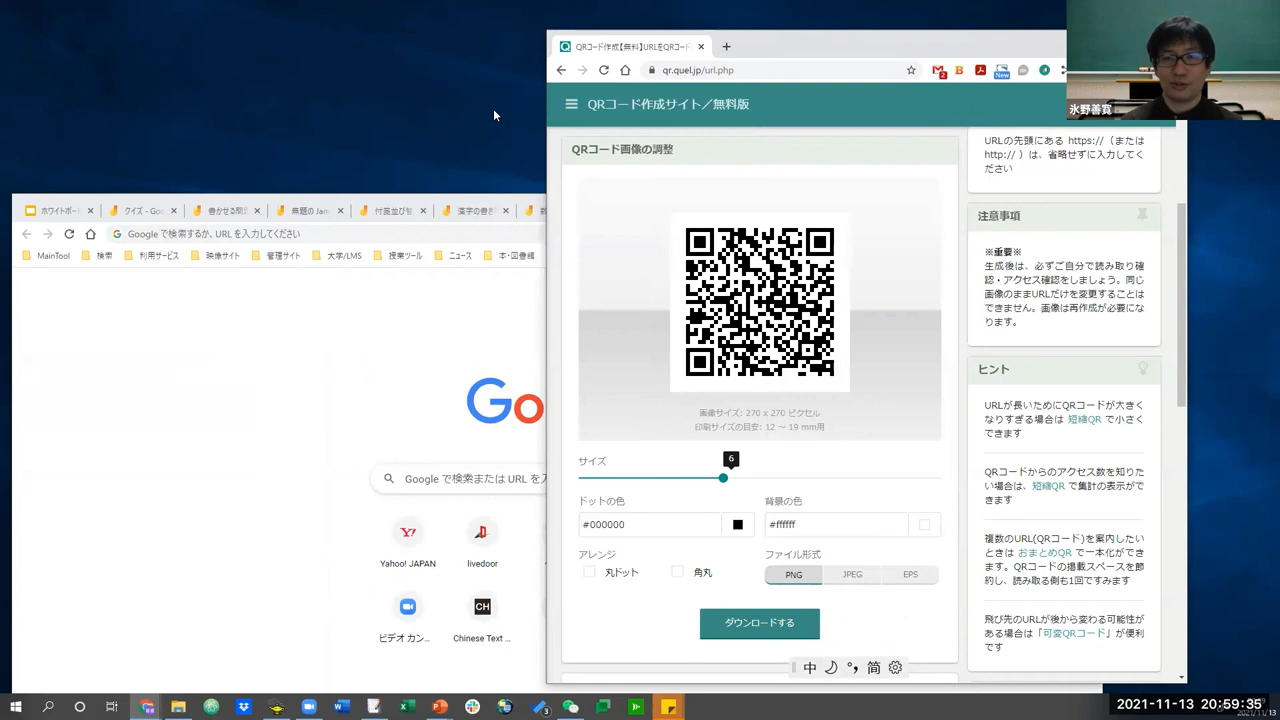 QRコード作成【無料】URLをQRコード
qr.quel.jp/url.php
2
New
QRコード作成サイト／無料版
氷野善寛
QRコード画像の調整
画像サイズ: 270 x 270 ピクセル
印刷サイズの目安: 12 ～ 19 mm用
サイズ
6
ドットの色
背景の色
#000000
#ffffff
アレンジ
ファイル形式
丸ドット
角丸
PNG
JPEG
EPS
ダウンロードする
URLの先頭にある https://（または
http:// ）は、省略せずに入力してく
ださい
注意事項
※重要※
生成後は、必ずご自分で読み取り確
認・アクセス確認をしましょう。同じ
画像のままURLだけを変更することは
できません。画像は再作成が必要にな
ります。
ヒント
URLが長いためにQRコードが大きく
なりすぎる場合は 短縮QR で小さく
できます
QRコードからのアクセス数を知りた
い場合は、短縮QR で集計の表示がで
きます
複数のURL(QRコード)を案内したい
ときは おまとめQR で一本化ができ
ます。QRコードの掲載スペースを節
約し、読み取る側も1回ですみます
飛び先のURLが後から変わる可能性が
ある場合は「可変QRコード」が便利
です
ホワイトボー
クイズ - Goo
書かせる問題
無題の Jam
付箋並び替
漢字の書き
Google で検索するか、URL を入力してください
MainTool
検索
利用サービス
映像サイト
管理サイト
大学/LMS
授業ツール
ニュース
本・図書館
Goo
Google で検索または URL を入
Yahoo! JAPAN
livedoor
ビデオ カン...
CH
Chinese Text ...
中
简
2021-11-13 20:59:35
2021/11/13